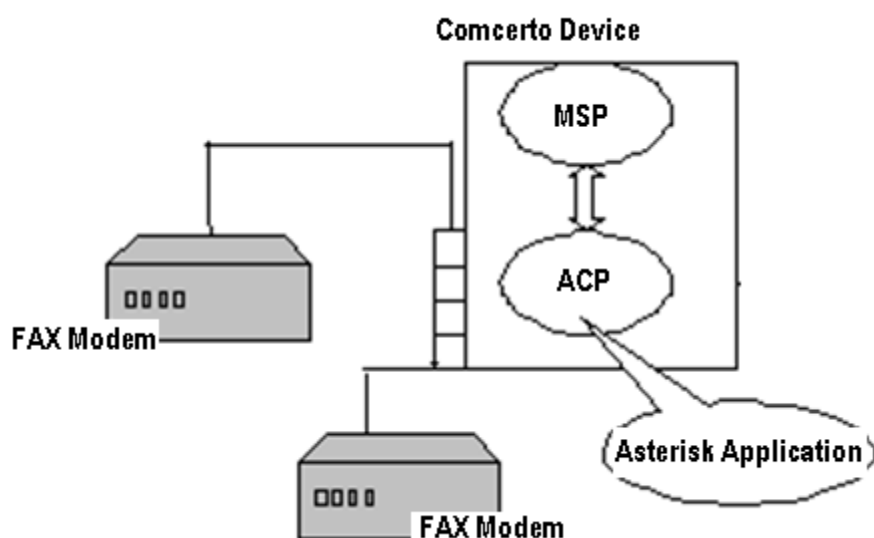 Comcerto Device
MSP
ACP
FAX Modem
Asterisk Application
FAX Modem